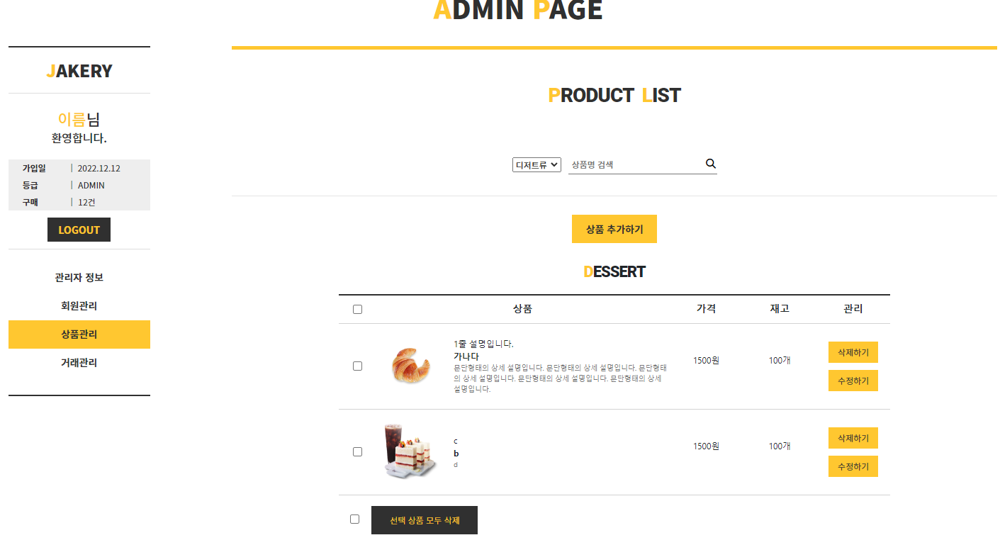 ADMIN PAGE
JAKERY
이름님
환영합니다.
가입일 | 2022.12.12
등급 | ADMIN
구매 | 12건
LOGOUT
관리자 정보
회원관리
상품관리
거래관리
PRODUCT LIST
디저트류 상품명 검색
상품 추가하기
DESSERT
상품 가격 재고 관리
1줄 설명입니다.
가나다
문단형태의 상세 설명입니다. 문단형태의 상세 설명입니다. 문단형태
의 상세 설명입니다. 문단형태의 상세 설명입니다. 문단형태의 상세
설명입니다.
1500원
100개
삭제하기
수정하기
c
b
d
1500원
100개
삭제하기
수정하기
선택 상품 모두 삭제